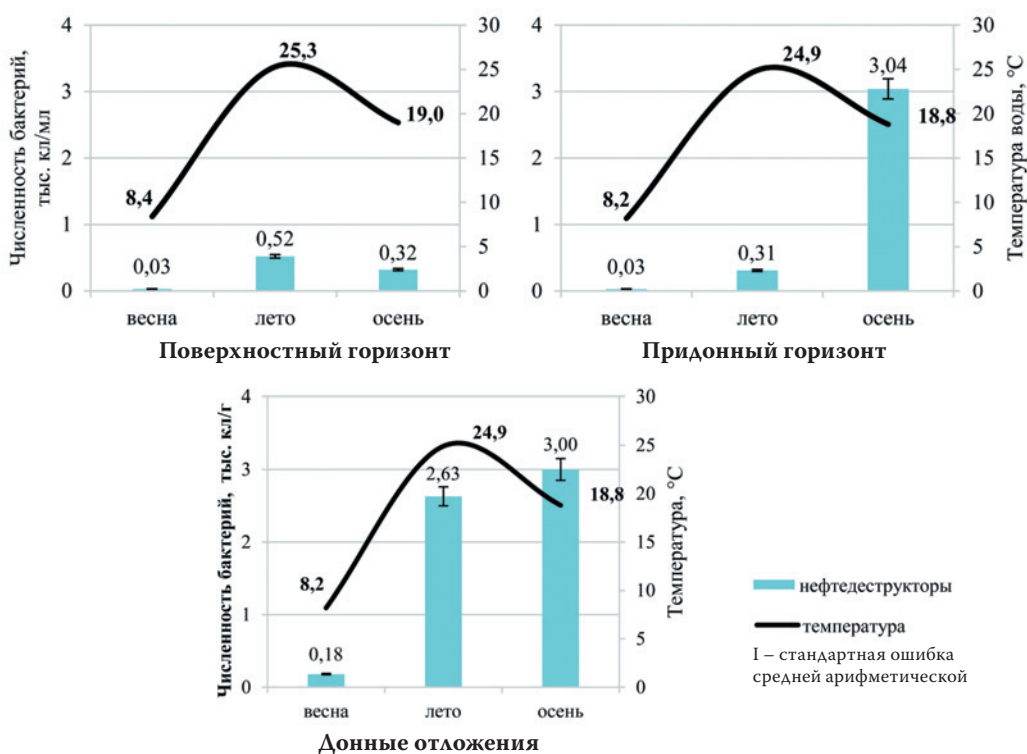 Численность бактерий,
тыс. кл/мл
4
3
2
1
0
30
25
20
15
10
5
0
8,4
25,3
19,0
0,03
0,52
0,32
весна
лето
осень
Поверхностный горизонт
4
3
2
1
0
30
25
20
15
10
5
0
Температура воды, °C
8,2
24,9
18,8
0,03
0,31
3,04
весна
лето
осень
Придонный горизонт
Численность бактерий, тыс. кл/г
4
3
2
1
0
30
25
20
15
10
5
0
Температура, °C
8,2
24,9
18,8
0,18
2,63
3,00
весна
лето
осень
Донные отложения
нефтедеструкторы
температура
I – стандартная ошибка
средней арифметической